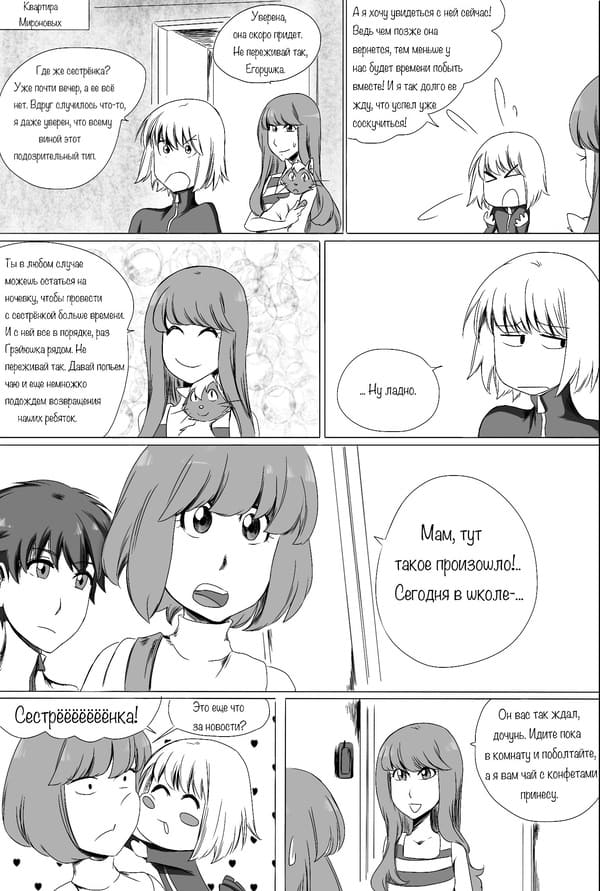 Квартира
Мироновых
Где же сестрёнка?
Уже почти вечер, а ее всё
нет. Вдруг случилось что-то,
я даже уверен, что всему
виной этот
подозрительный тип.
Уверена,
она скоро придет.
Не переживай так,
Егорушка.
А я хочу увидеться с ней сейчас!
Ведь чем позже она
вернется, тем меньше у
нас будет времени побыть
вместе! И я так долго ее
жду, что успел уже
соскучиться!
Ты в любом случае
можешь остаться на
ночевку, чтобы провести
с сестрёнкой больше времени.
И с ней все в порядке, раз
Грэйюшка рядом. Не
переживай так. Давай попьем
чаю и еще немножко
подождем возвращения
наших ребяток.
... Ну ладно.
Мам, тут
такое произошло!..
Сегодня в школе-...
Сестрёёёёёёёнка!
Это еще что
за новости?
Он вас так ждал,
дочунь. Идите пока
в комнату и поболтайте,
а я вам чай с конфетами
принесу.